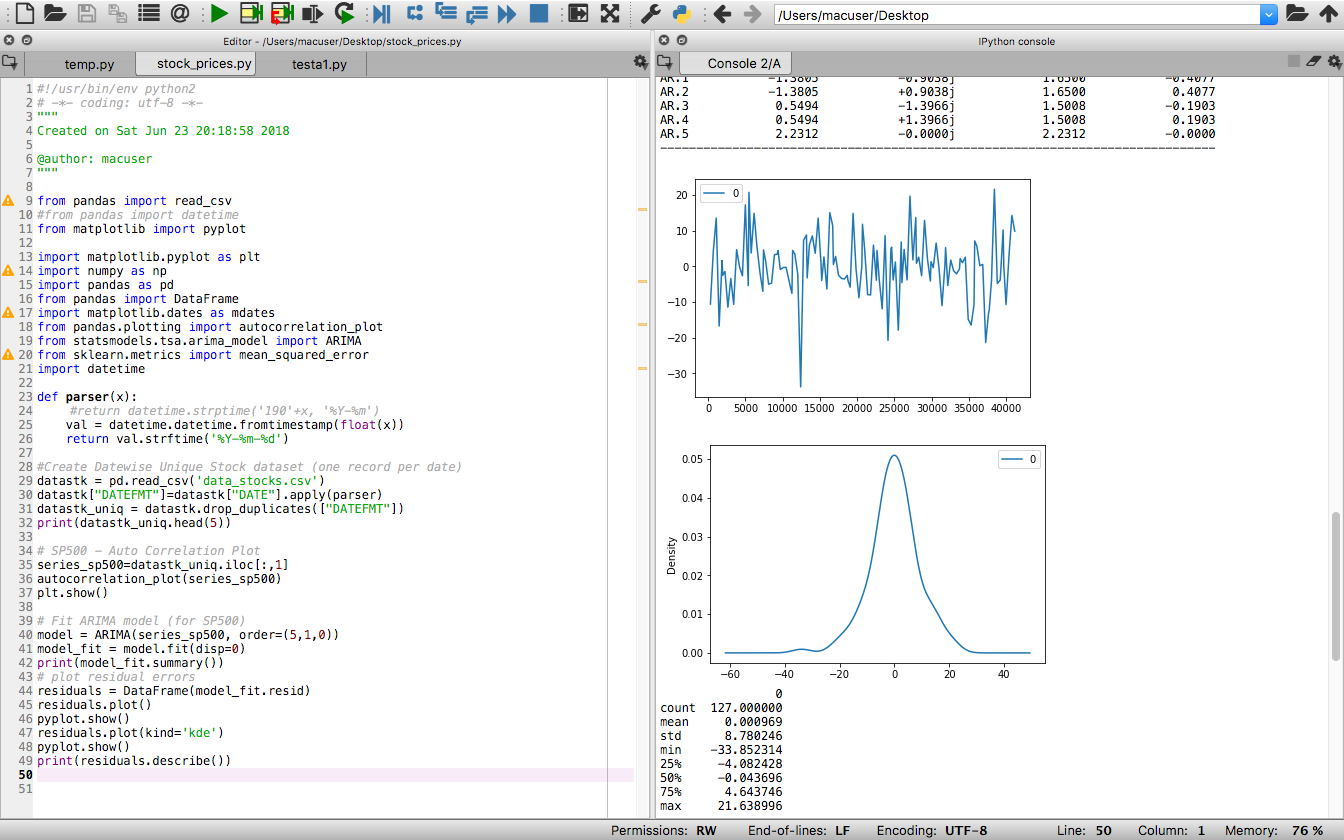 /Users/macuser/Desktop
Editor - /Users/macuser/Desktop/stock_prices.py
temp.py
stock_prices.py
testa1.py
1 #!/usr/bin/env python2
2 # -*- coding: utf-8 -*-
3 """
4 Created on Sat Jun 23 20:18:58 2018
5
6 @author: macuser
7 """
8
9 from pandas import read_csv
10 #from pandas import datetime
11 from matplotlib import pyplot
12
13 import matplotlib.pyplot as plt
14 import numpy as np
15 import pandas as pd
16 from pandas import DataFrame
17 import matplotlib.dates as mdates
18 from pandas.plotting import autocorrelation_plot
19 from statsmodels.tsa.arima_model import ARIMA
20 from sklearn.metrics import mean_squared_error
21 import datetime
22
23 def parser(x):
24 #return datetime.strptime('190'+x, '%Y-%m')
25 val = datetime.datetime.fromtimestamp(float(x))
26 return val.strftime('%Y-%m-%d')
27
28 #Create Datewise Unique Stock dataset (one record per date)
29 datastk = pd.read_csv('data_stocks.csv')
30 datastk["DATEFMT"]=datastk["DATE"].apply(parser)
31 datastk_uniq = datastk.drop_duplicates(["DATEFMT"])
32 print(datastk_uniq.head(5))
33
34 # SP500 - Auto Correlation Plot
35 series_sp500=datastk_uniq.iloc[:,1]
36 autocorrelation_plot(series_sp500)
37 plt.show()
38
39 # Fit ARIMA model (for SP500)
40 model = ARIMA(series_sp500, order=(5,1,0))
41 model_fit = model.fit(disp=0)
42 print(model_fit.summary())
43 # plot residual errors
44 residuals = DataFrame(model_fit.resid)
45 residuals.plot()
46 pyplot.show()
47 residuals.plot(kind='kde')
48 pyplot.show()
49 print(residuals.describe())
50
51
IPython console
Console 2/A
AR.1 -1.3805 -0.9038j 1.6500 -0.4077
AR.2 -1.3805 +0.9038j 1.6500 0.4077
AR.3 0.5494 -1.3966j 1.5008 -0.1903
AR.4 0.5494 +1.3966j 1.5008 0.1903
AR.5 2.2312 -0.0000j 2.2312 -0.0000
-----------------------------------------------------------------------------
0
20
10
0
−10
−20
−30
0 5000 10000 15000 20000 25000 30000 35000 40000
0
0.05
0.04
0.03
0.02
0.01
0.00
Density
−60 −40 −20 0 20 40
0
count 127.000000
mean 0.000969
std 8.780246
min -33.852314
25% -4.082428
50% -0.043696
75% 4.643746
max 21.638996
Permissions: RW End-of-lines: LF Encoding: UTF-8 Line: 50 Column: 1 Memory: 76 %